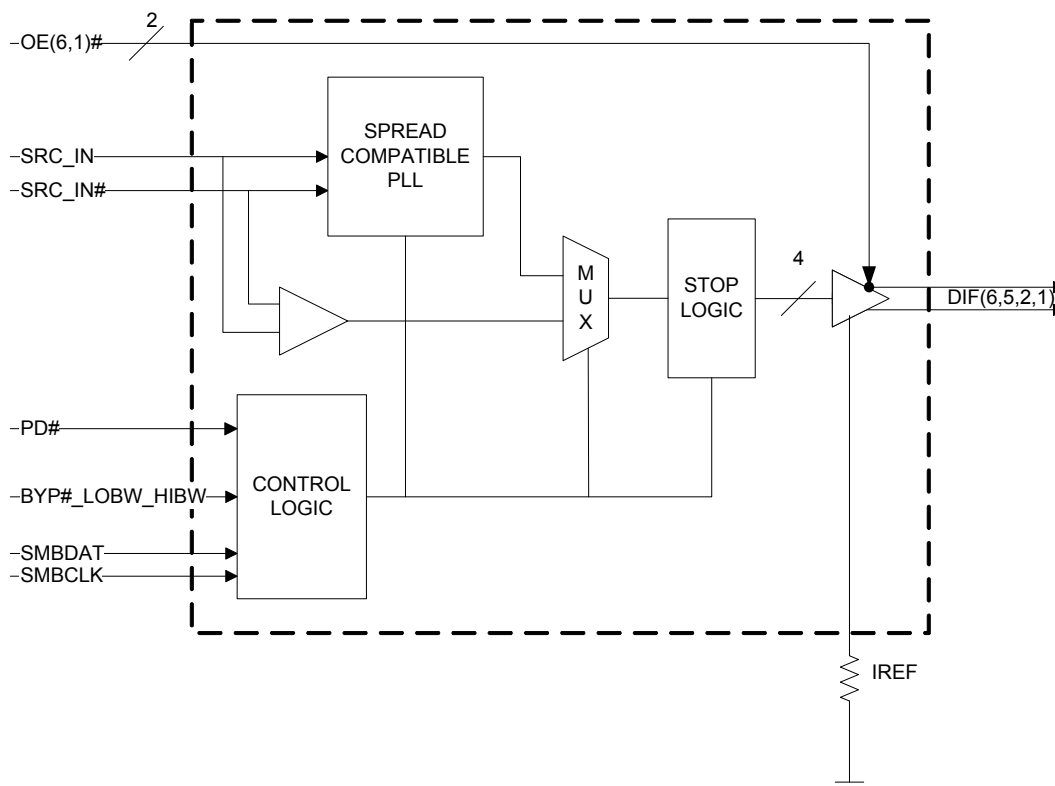 2
OE(6,1)#
SPREAD
COMPATIBLE
PLL
SRC_IN
SRC_IN#
M
U
X
STOP
LOGIC
4
DIF(6,5,2,1)
PD#
BYP#_LOBW_HIBW
CONTROL
LOGIC
SMBDAT
SMBCLK
IREF